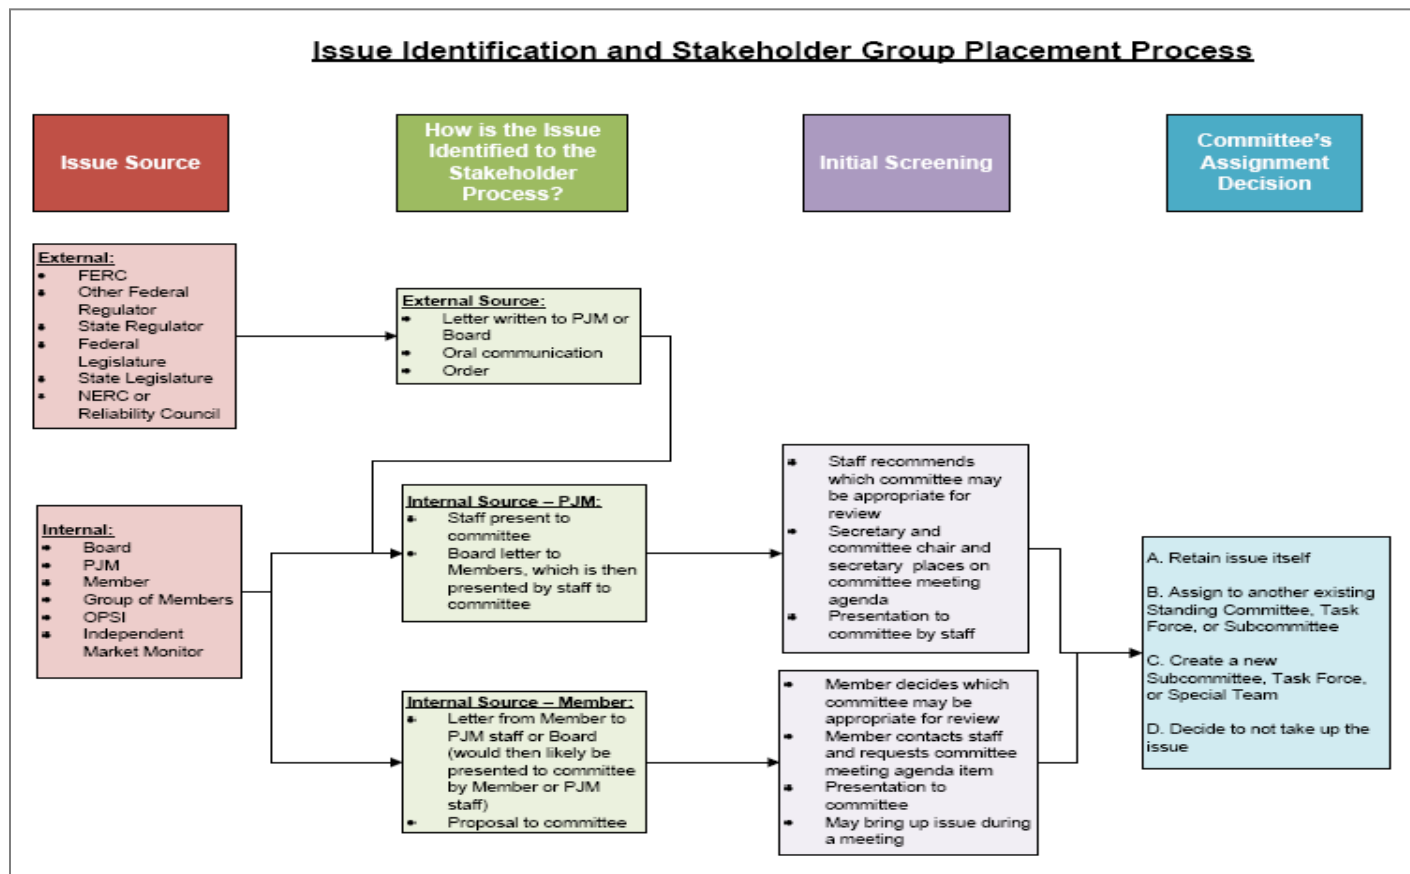 Issue Identification and Stakeholder Group Placement Process
Issue Source
How is the Issue
Identified to the
Stakeholder
Process?
Initial Screening
Committee's
Assignment
Decision
External:
FERC
Other Federal
Regulator
State Regulator
Federal
Legislature
State Legislature
NERC or
Reliability Council
External Source:
Letter written to PJM or
Board
Oral communication
Order
Internal:
Board
PJM
Member
Group of Members
OPSI
Independent
Market Monitor
Internal Source – PJM:
Staff present to
committee
Board letter to
Members, which is then
presented by staff to
committee
Internal Source – Member:
Letter from Member to
PJM staff or Board
(would then likely be
presented to committee
by Member or PJM
staff)
Proposal to committee
Staff recommends
which committee may
be appropriate for
review
Secretary and
committee chair and
secretary places on
committee meeting
agenda
Presentation to
committee by staff
Member decides which
committee may be
appropriate for review
Member contacts staff
and requests committee
meeting agenda item
Presentation to
committee
May bring up issue during
a meeting
A. Retain issue itself
B. Assign to another existing
Standing Committee, Task
Force, or Subcommittee
C. Create a new
Subcommittee, Task Force,
or Special Team
D. Decide to not take up the
issue